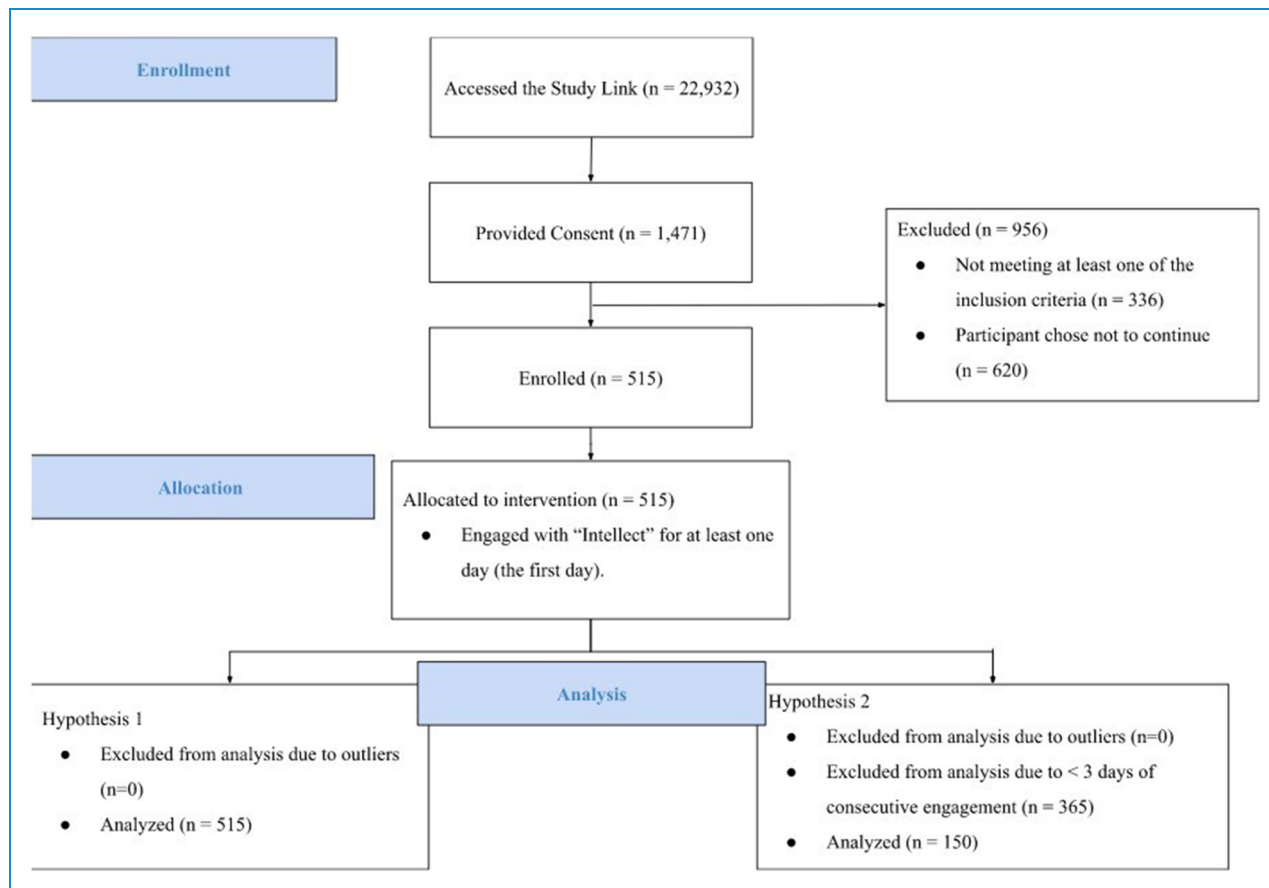 Enrollment
Accessed the Study Link (n = 22,932)
Provided Consent (n = 1,471)
Excluded (n = 956)
● Not meeting at least one of the
inclusion criteria (n = 336)
● Participant chose not to continue
(n = 620)
Enrolled (n = 515)
Allocation
Allocated to intervention (n = 515)
● Engaged with “Intellect” for at least one
day (the first day).
Analysis
Hypothesis 1
● Excluded from analysis due to outliers
(n=0)
● Analyzed (n = 515)
Hypothesis 2
● Excluded from analysis due to outliers (n=0)
● Excluded from analysis due to < 3 days of
consecutive engagement (n = 365)
● Analyzed (n = 150)